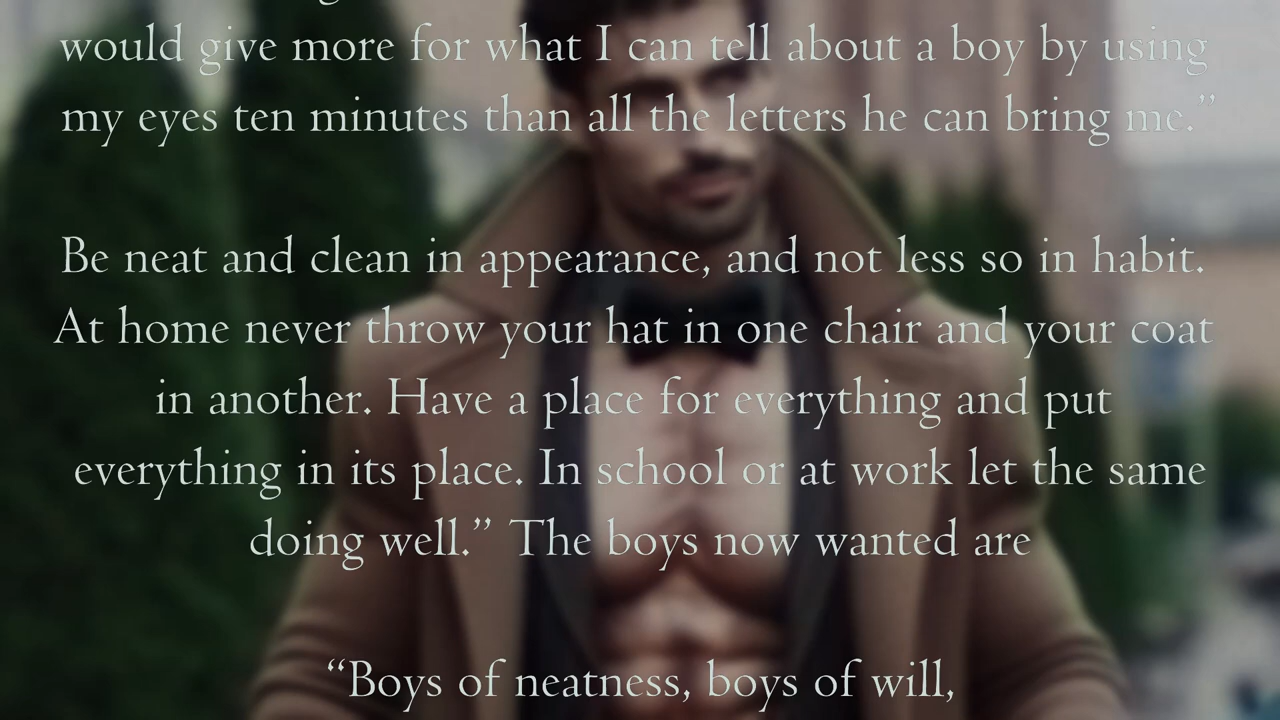 would give more for what I can tell about a boy by using
my eyes ten minutes than all the letters he can bring me.”
Be neat and clean in appearance, and not less so in habit.
At home never throw your hat in one chair and your coat
in another. Have a place for everything and put
everything in its place. In school or at work let the same
doing well.” The boys now wanted are
“Boys of neatness, boys of will,